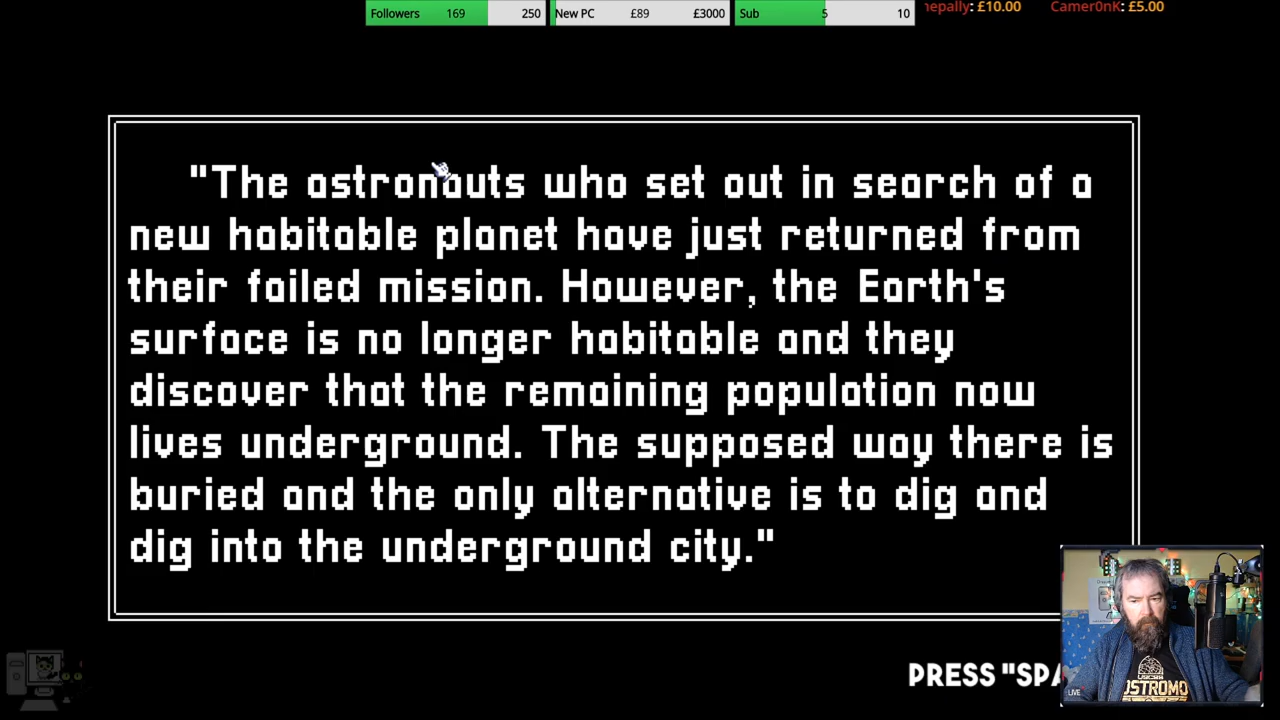 Followers 169 250 New PC £89 £3000 Sub 5 10 nepally: £10.00 Camer0nK: £5.00
"The astronauts who set out in search of a
new habitable planet have just returned from
their failed mission. However, the Earth's
surface is no longer habitable and they
discover that the remaining population now
lives underground. The supposed way there is
buried and the only alternative is to dig and
dig into the underground city."
PRESS "SPA
LIVE
OSTROMO